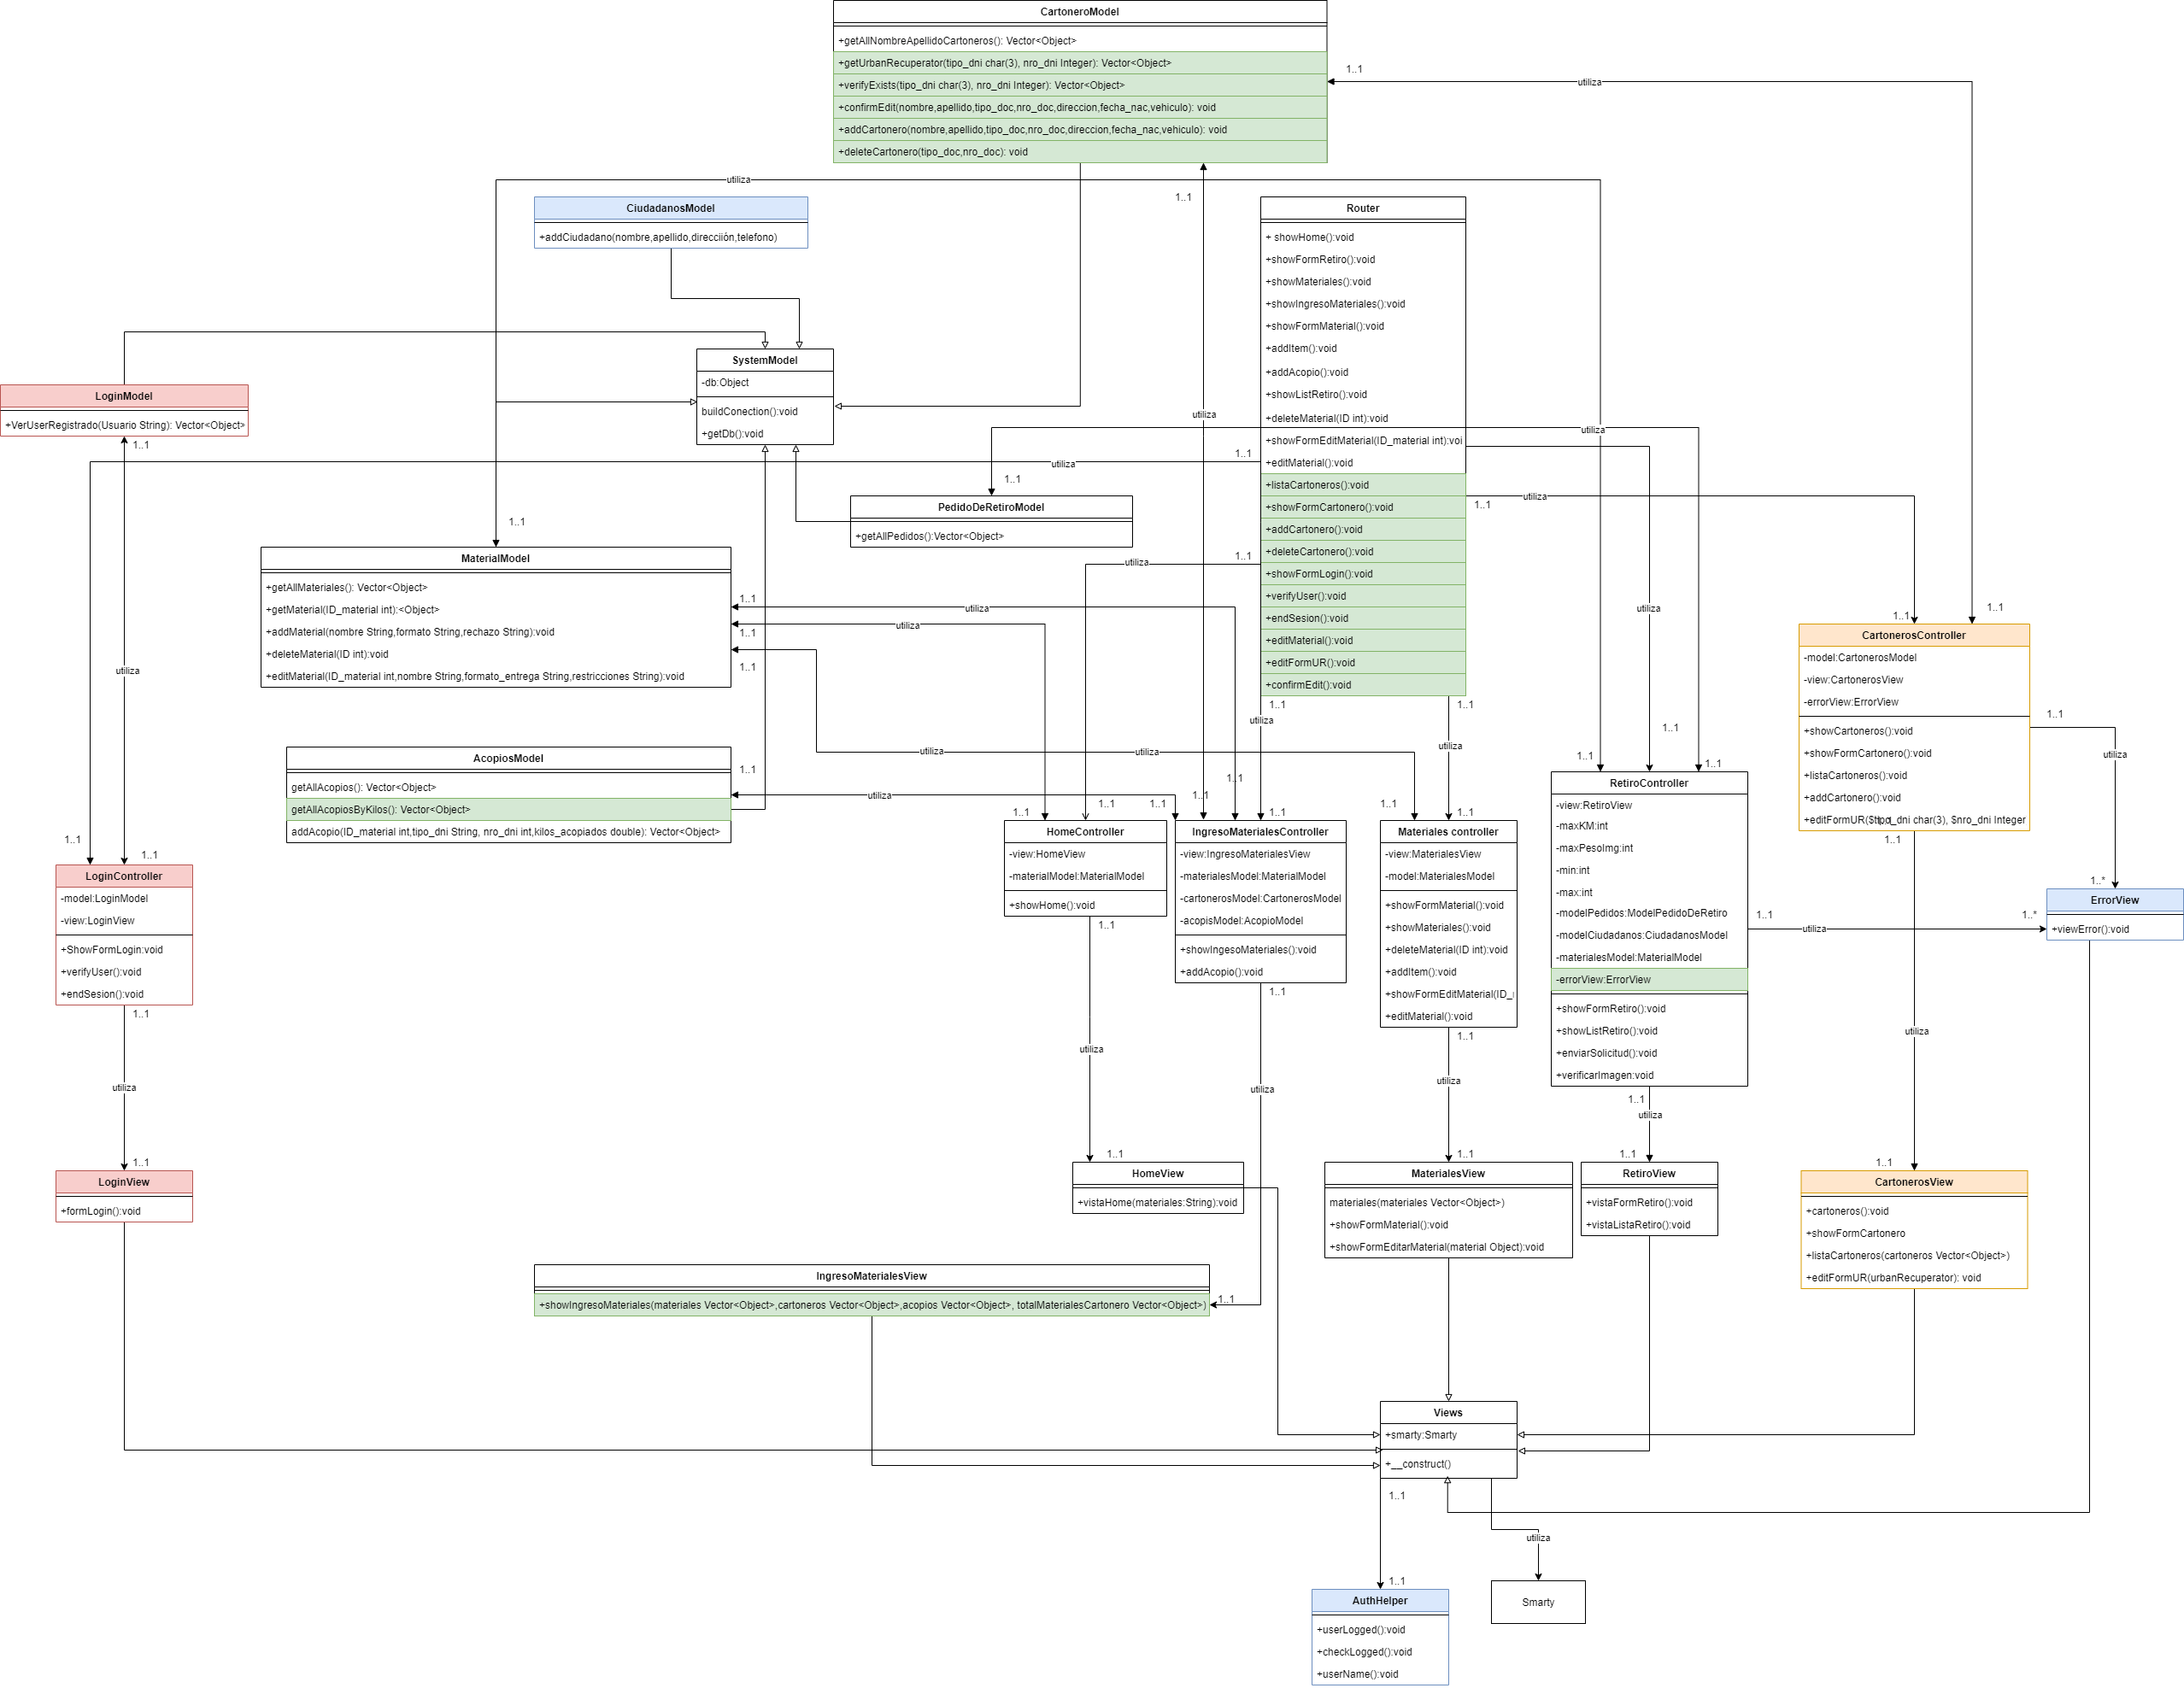 CartoneroModel
+getAllNombreApellidoCartoneros(): Vector<Object>
+getUrbanRecuperator(tipo_dni char(3), nro_dni Integer): Vector<Object>
+verifyExists(tipo_dni char(3), nro_dni Integer): Vector<Object>
+confirmEdit(nombre,apellido,tipo_doc,nro_doc,direccion,fecha_nac,vehiculo): void
+addCartonero(nombre,apellido,tipo_doc,nro_doc,direccion,fecha_nac,vehiculo): void
+deleteCartonero(tipo_doc,nro_doc): void
1..1
utiliza
utiliza
1..1
CiudadanosModel
+addCiudadano(nombre,apellido,direcciión,telefono)
Router
+ showHome():void
+showFormRetiro():void
+showMateriales():void
+showIngresoMateriales():void
+showFormMaterial():void
+addItem():void
+addAcopio():void
+showListRetiro():void
+deleteMaterial(ID int):void
+showFormEditMaterial(ID_material int):voi
+editMaterial():void
+listaCartoneros():void
+showFormCartonero():void
+addCartonero():void
+deleteCartonero():void
+showFormLogin():void
+verifyUser():void
+endSesion():void
+editMaterial():void
+editFormUR():void
+confirmEdit():void
SystemModel
-db:Object
buildConection():void
+getDb():void
LoginModel
+VerUserRegistrado(Usuario String): Vector<Object>
1..1
utiliza
utiliza
1..1
utiliza
1..1
utiliza
1..1
PedidoDeRetiroModel
+getAllPedidos():Vector<Object>
1..1
1..1
utiliza
MaterialModel
+getAllMateriales(): Vector<Object>
+getMaterial(ID_material int):<Object>
+addMaterial(nombre String,formato String,rechazo String):void
+deleteMaterial(ID int):void
+editMaterial(ID_material int,nombre String,formato_entrega String,restricciones String):void
1..1
utiliza
1..1
utiliza
1..1
utiliza
utiliza
utiliza
1..1
1..1
CartonerosController
-model:CartonerosModel
-view:CartonerosView
-errorView:ErrorView
+showCartoneros():void
+showFormCartonero():void
+listaCartoneros():void
+addCartonero():void
+editFormUR($tipo_dni char(3), $nro_dni Integer
1..1
utiliza
1..1
utiliza
1..1
utiliza
utiliza
1..1
1..1
1..1
AcopiosModel
getAllAcopios(): Vector<Object>
getAllAcopiosByKilos(): Vector<Object>
addAcopio(ID_material int,tipo_dni String, nro_dni int,kilos_acopiados double): Vector<Object>
1..1
utiliza
1..1
1..1
1..1
1..1
1..1
1..1
1..1
1..1
1..1
HomeController
-view:HomeView
-materialModel:MaterialModel
+showHome():void
1..1
IngresoMaterialesController
-view:IngresoMaterialesView
-materialesModel:MaterialModel
-cartonerosModel:CartonerosModel
-acopisModel:AcopioModel
+showIngesoMateriales():void
+addAcopio():void
1..1
Materiales controller
-view:MaterialesView
-model:MaterialesModel
+showFormMaterial():void
+showMateriales():void
+deleteMaterial(ID int):void
+addItem():void
+showFormEditMaterial(ID_
+editMaterial():void
1..1
RetiroController
-view:RetiroView
-maxKM:int
-maxPesoImg:int
-min:int
-max:int
-modelPedidos:ModelPedidoDeRetiro
-modelCiudadanos:CiudadanosModel
-materialesModel:MaterialModel
-errorView:ErrorView
+showFormRetiro():void
+showListRetiro():void
+enviarSolicitud():void
+verificarImagen:void
1..1
utiliza
1..1
utiliza
1..*
1..1
1..*
ErrorView
+viewError():void
1..1
1..1
LoginController
-model:LoginModel
-view:LoginView
+ShowFormLogin:void
+verifyUser():void
+endSesion():void
1..1
utiliza
utiliza
utiliza
utiliza
utiliza
1..1
LoginView
+formLogin():void
1..1
HomeView
+vistaHome(materiales:String):void
1..1
MaterialesView
materiales(materiales Vector<Object>)
+showFormMaterial():void
+showFormEditarMaterial(material Object):void
1..1
RetiroView
+vistaFormRetiro():void
+vistaListaRetiro():void
1..1
CartonerosView
+cartoneros():void
+showFormCartonero
+listaCartoneros(cartoneros Vector<Object>)
+editFormUR(urbanRecuperator): void
IngresoMaterialesView
+showIngresoMateriales(materiales Vector<Object>,cartoneros Vector<Object>,acopios Vector<Object>, totalMaterialesCartonero Vector<Object>)
1..1
Views
+smarty:Smarty
+__construct()
1..1
utiliza
1..1
AuthHelper
+userLogged():void
+checkLogged():void
+userName():void
Smarty